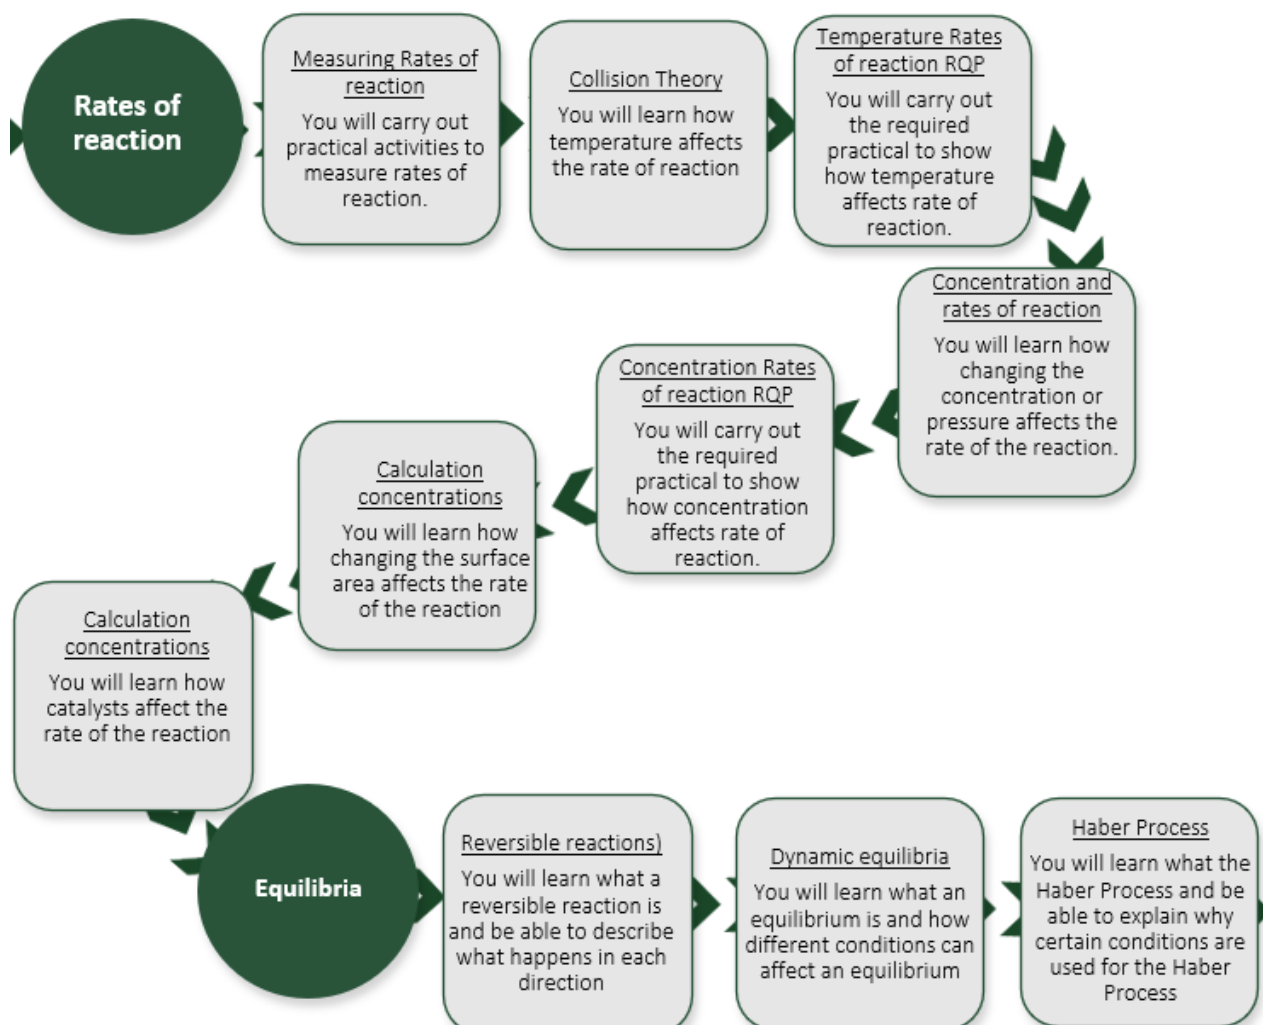 Rates of
reaction
Measuring Rates of
reaction
You will carry out
practical activities to
measure rates of
reaction.
Collision Theory
You will learn how
temperature affects
the rate of reaction
Temperature Rates
of reaction RQP
You will carry out
the required
practical to show
how temperature
affects rate of
reaction.
Concentration and
rates of reaction
You will learn how
changing the
concentration or
pressure affects the
rate of the reaction.
Concentration Rates
of reaction RQP
You will carry out
the required
practical to show
how concentration
affects rate of
reaction.
Calculation
concentrations
You will learn how
changing the surface
area affects the rate
of the reaction
Calculation
concentrations
You will learn how
catalysts affect the
rate of the reaction
Equilibria
Reversible reactions)
You will learn what a
reversible reaction is
and be able to describe
what happens in each
direction
Dynamic equilibria
You will learn what an
equilibrium is and how
different conditions can
affect an equilibrium
Haber Process
You will learn what the
Haber Process and be
able to explain why
certain conditions are
used for the Haber
Process